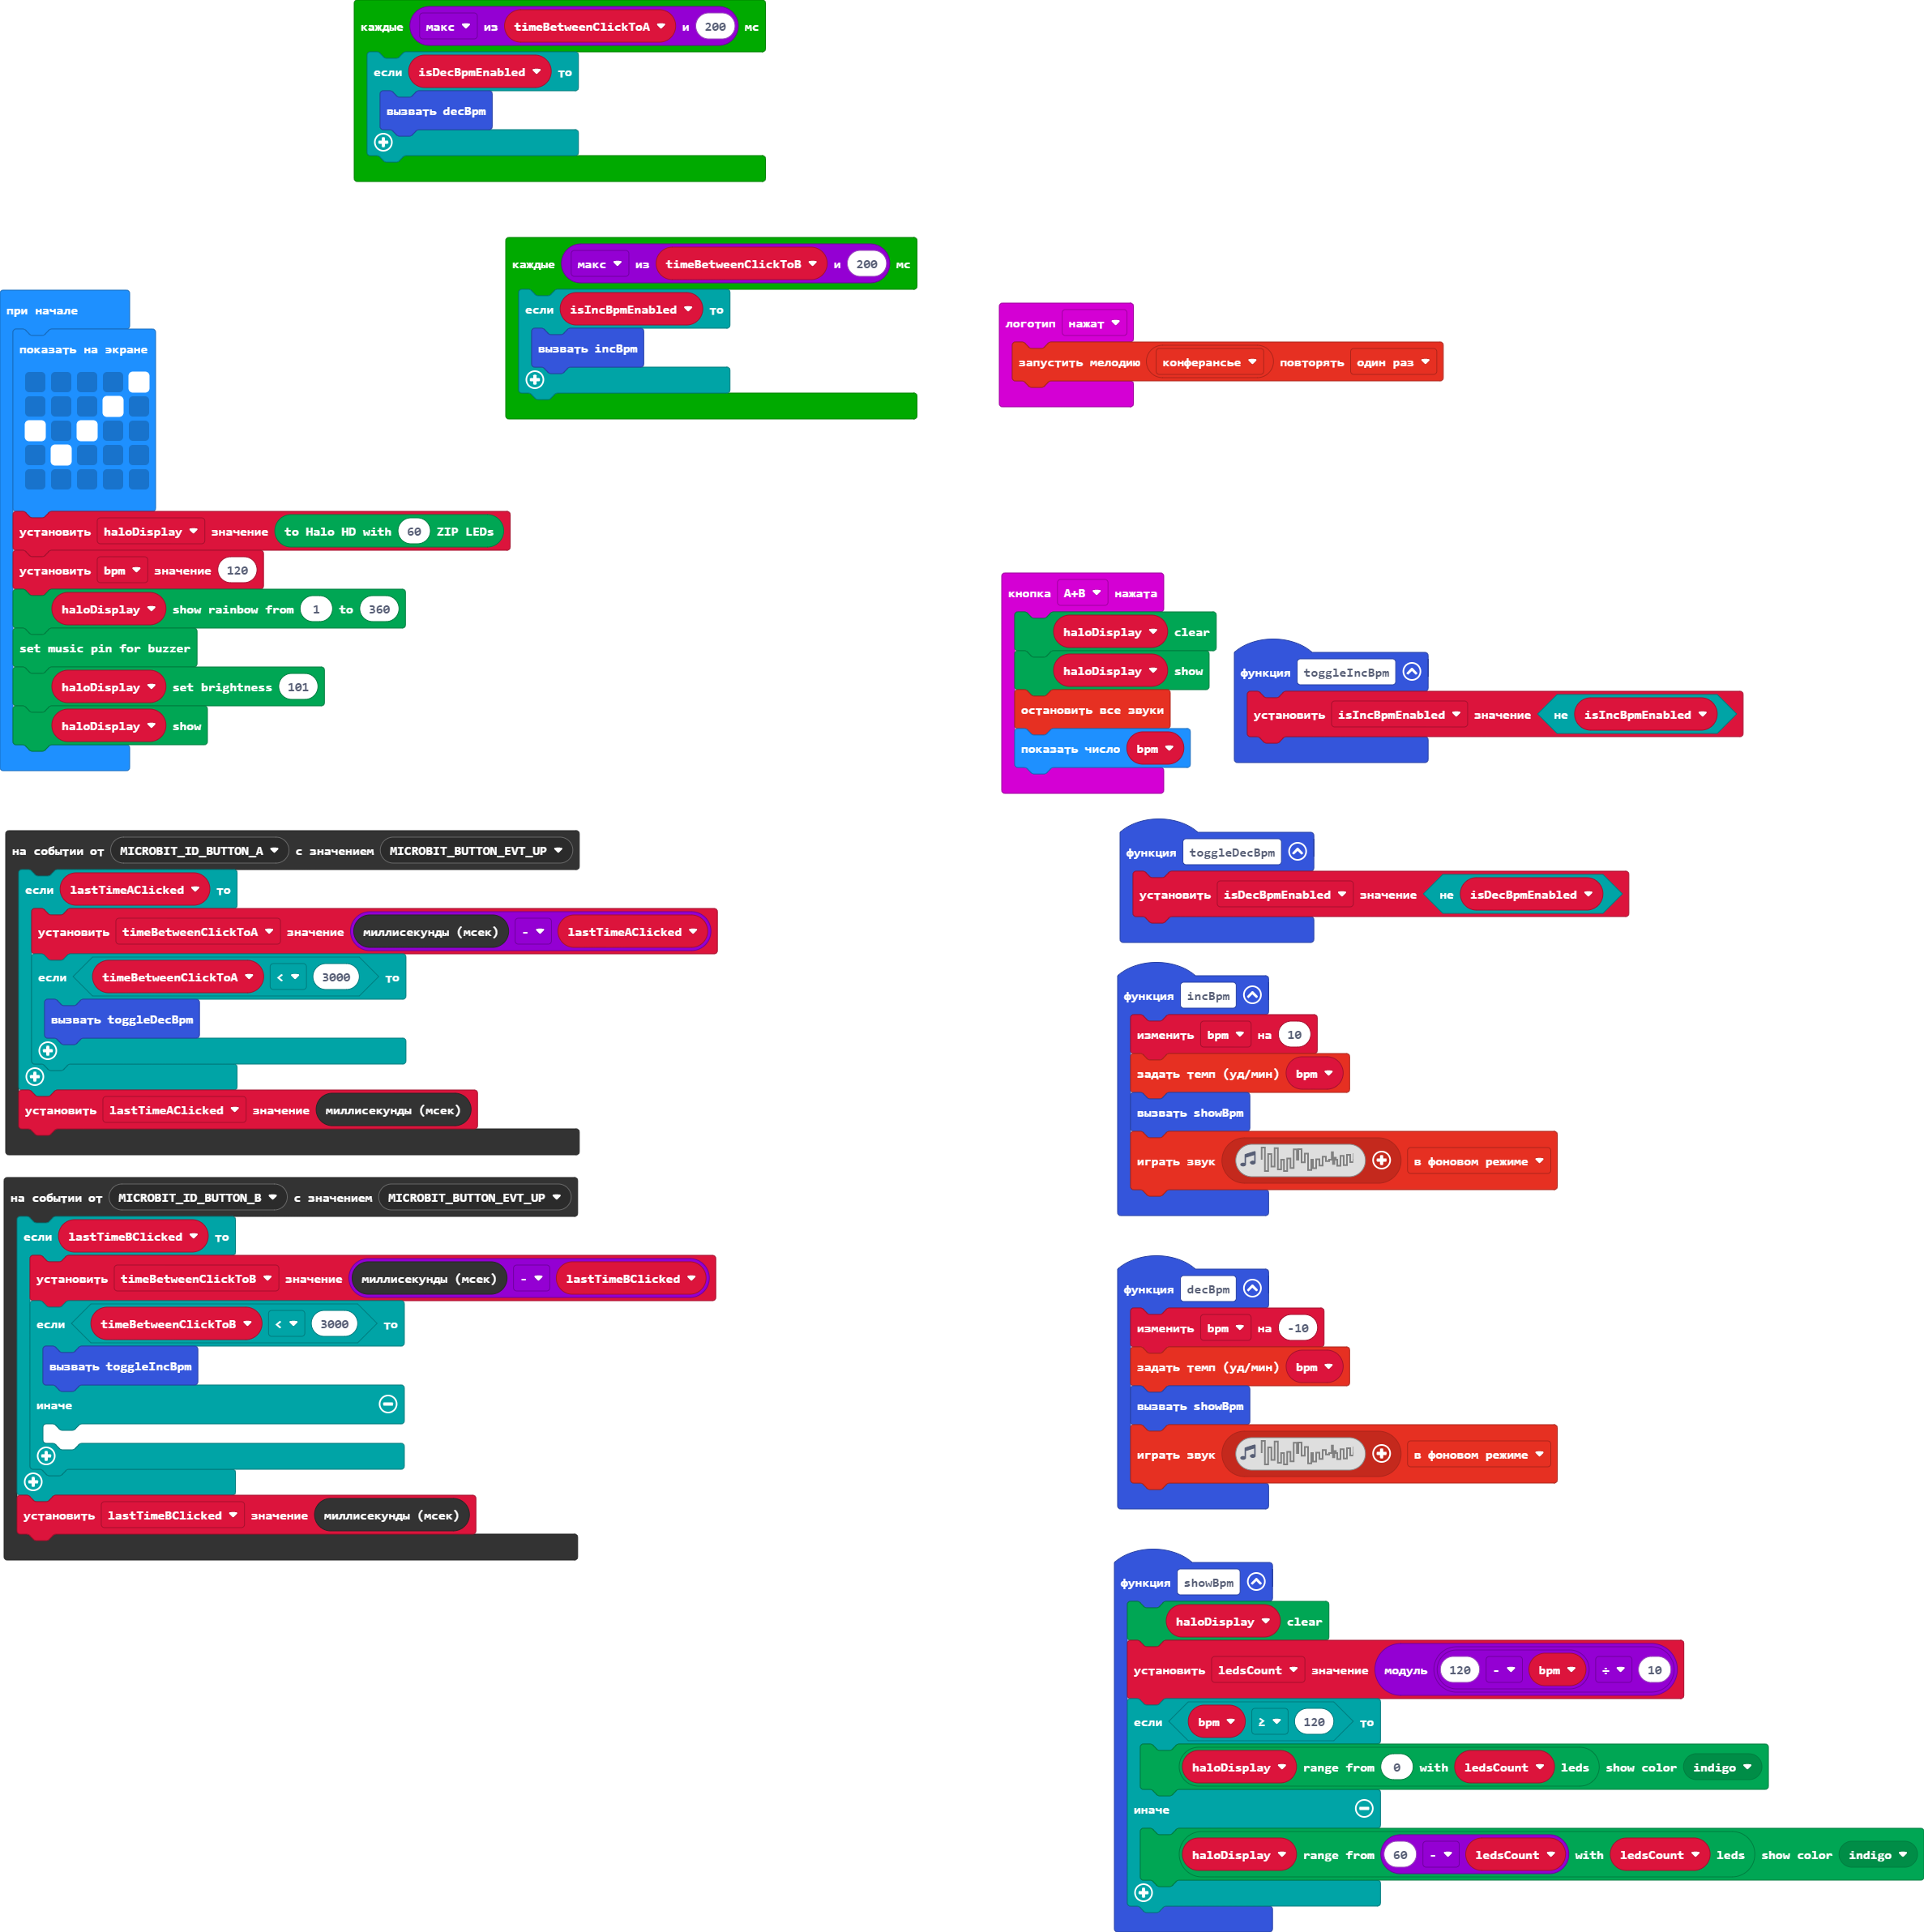 каждые макс из timeBetweenClickToA и 200 мс
если isDecBpmEnabled то
вызвать decBpm
каждые макс из timeBetweenClickToB и 200 мс
если isIncBpmEnabled то
вызвать incBpm
при начале
показать на экране
установить haloDisplay значение to Halo HD with 60 ZIP LEDs
установить bpm значение 120
haloDisplay show rainbow from 1 to 360
set music pin for buzzer
haloDisplay set brightness 101
haloDisplay show
логотип нажат
запустить мелодию конферансье повторять один раз
кнопка A+B нажата
haloDisplay clear
haloDisplay show
остановить все звуки
показать число bpm
функция toggleIncBpm
установить isIncBpmEnabled значение не isIncBpmEnabled
на событии от MICROBIT_ID_BUTTON_A с значением MICROBIT_BUTTON_EVT_UP
если lastTimeAClicked то
установить timeBetweenClickToA значение миллисекунды (мсек) - lastTimeAClicked
если timeBetweenClickToA < 3000 то
вызвать toggleDecBpm
установить lastTimeAClicked значение миллисекунды (мсек)
на событии от MICROBIT_ID_BUTTON_B с значением MICROBIT_BUTTON_EVT_UP
если lastTimeBClicked то
установить timeBetweenClickToB значение миллисекунды (мсек) - lastTimeBClicked
если timeBetweenClickToB < 3000 то
вызвать toggleIncBpm
иначе
установить lastTimeBClicked значение миллисекунды (мсек)
функция toggleDecBpm
установить isDecBpmEnabled значение не isDecBpmEnabled
функция incBpm
изменить bpm на 10
задать темп (уд/мин) bpm
вызвать showBpm
играть звук в фоновом режиме
функция decBpm
изменить bpm на -10
задать темп (уд/мин) bpm
вызвать showBpm
играть звук в фоновом режиме
функция showBpm
haloDisplay clear
установить ledsCount значение модуль 120 - bpm ÷ 10
если bpm ≥ 120 то
haloDisplay range from 0 with ledsCount leds show color indigo
иначе
haloDisplay range from 60 - ledsCount with ledsCount leds show color indigo